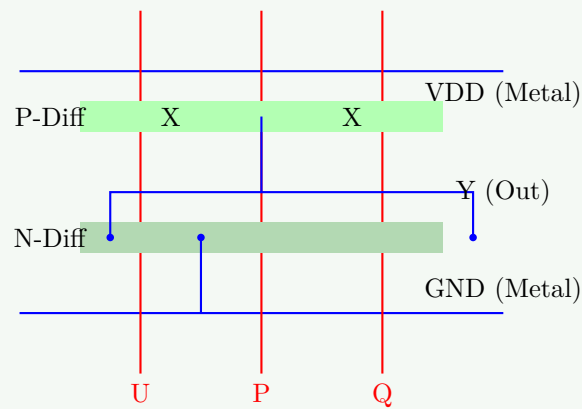 VDD (Metal)
P-Diff
X
X
Y (Out)
N-Diff
GND (Metal)
U
P
Q